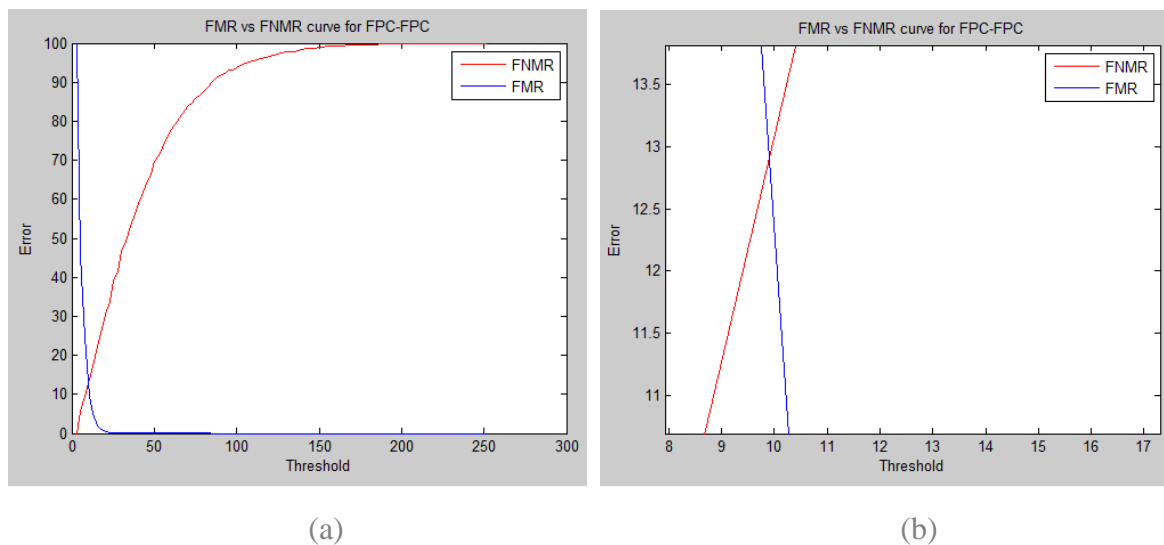 FMR vs FNMR curve for FPC-FPC
100
90
80
70
60
50
40
30
20
10
0
Error
0 50 100 150 200 250 300
Threshold
FNMR
FMR
(a)
FMR vs FNMR curve for FPC-FPC
13.5
13
12.5
12
11.5
11
Error
8 9 10 11 12 13 14 15 16 17
Threshold
FNMR
FMR
(b)